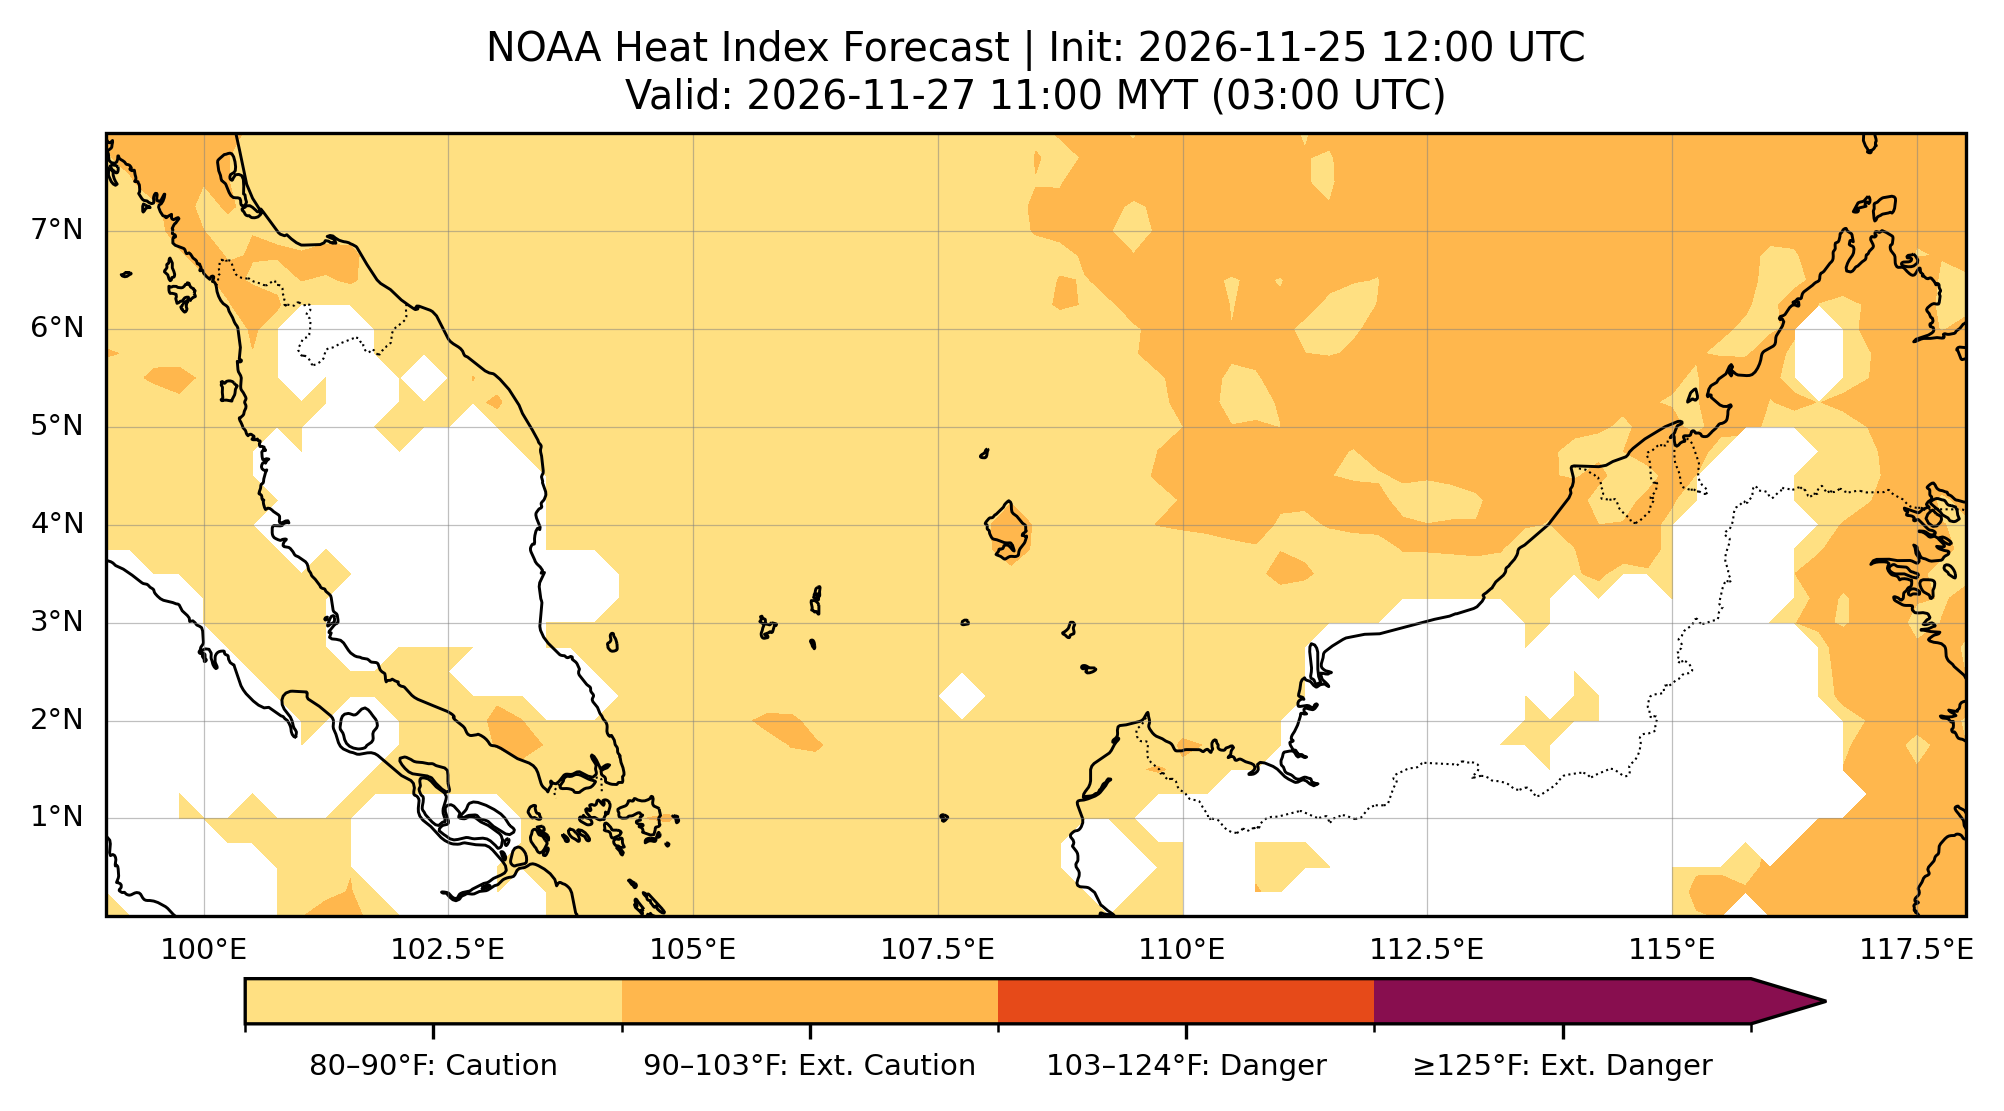 NOAA Heat Index Forecast | Init: 2026-11-25 12:00 UTC
Valid: 2026-11-27 11:00 MYT (03:00 UTC)
7°N
6°N
5°N
4°N
3°N
2°N
1°N
100°E 102.5°E 105°E 107.5°E 110°E 112.5°E 115°E 117.5°E
80–90°F: Caution 90–103°F: Ext. Caution 103–124°F: Danger ≥125°F: Ext. Danger